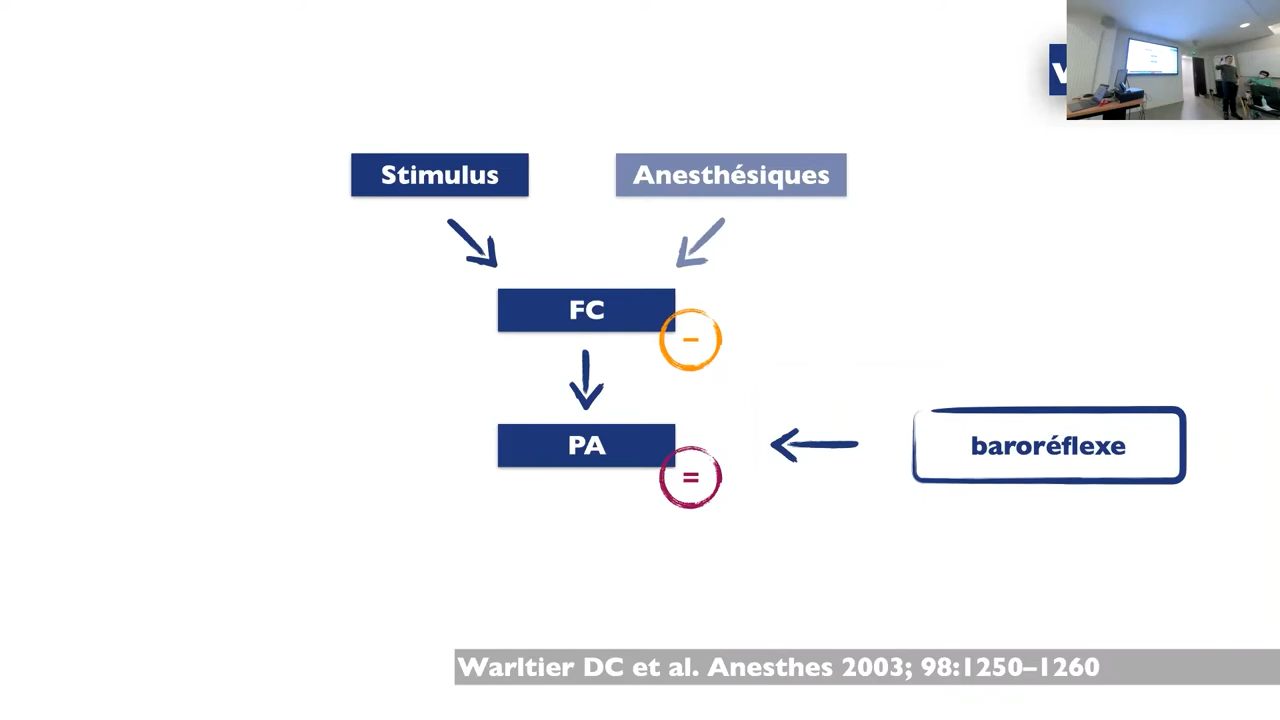 Stimulus
Anesthésiques
FC
–
PA
=
baroréflexe
Warltier DC et al. Anesthes 2003; 98:1250–1260